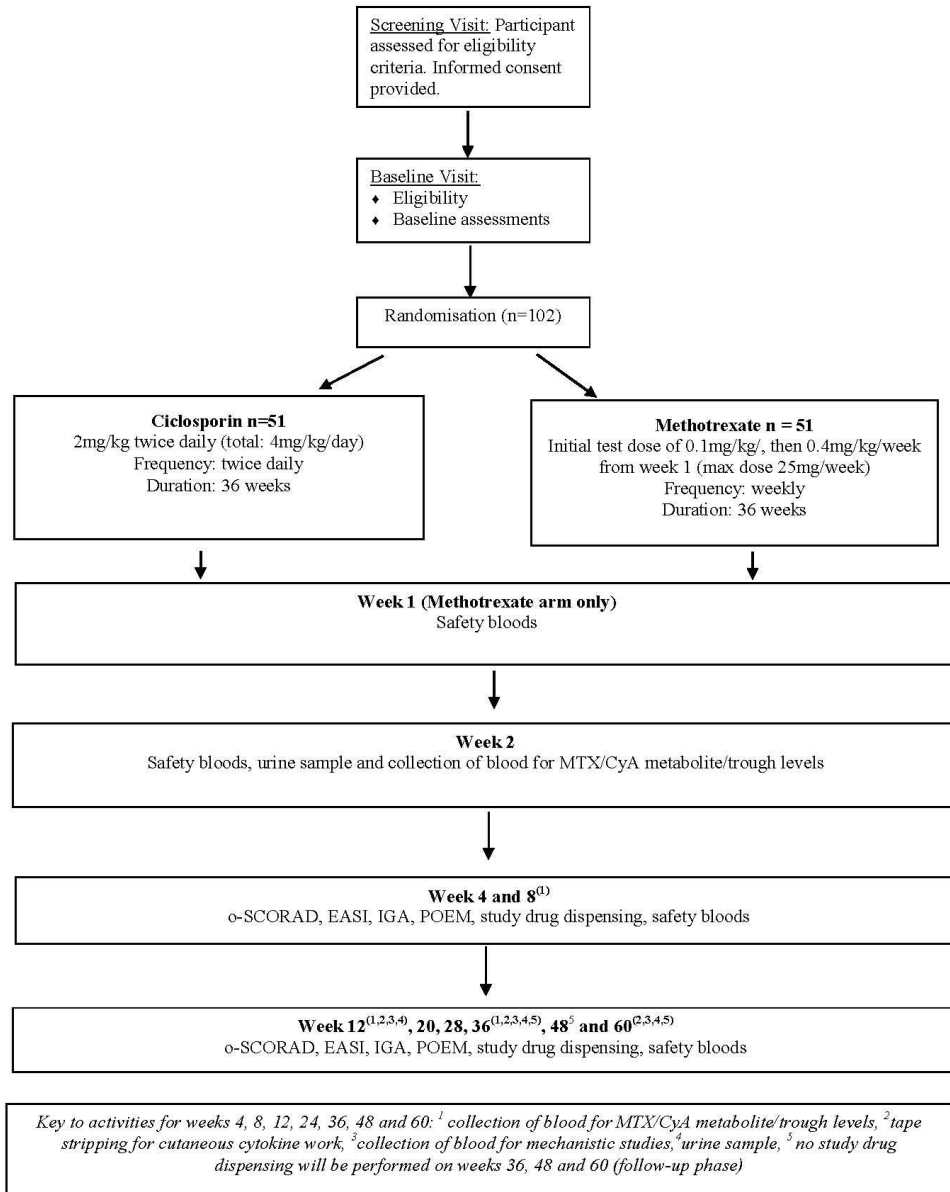 Screening Visit: Participant
assessed for eligibility
criteria. Informed consent
provided.
Baseline Visit:
♦ Eligibility
♦ Baseline assessments
Randomisation (n=102)
Ciclosporin n=51
2mg/kg twice daily (total: 4mg/kg/day)
Frequency: twice daily
Duration: 36 weeks
Methotrexate n = 51
Initial test dose of 0.1mg/kg/, then 0.4mg/kg/week
from week 1 (max dose 25mg/week)
Frequency: weekly
Duration: 36 weeks
Week 1 (Methotrexate arm only)
Safety bloods
Week 2
Safety bloods, urine sample and collection of blood for MTX/CyA metabolite/trough levels
Week 4 and 8(1)
o-SCORAD, EASI, IGA, POEM, study drug dispensing, safety bloods
Week 12(1,2,3,4), 20, 28, 36(1,2,3,4,5), 485 and 60(2,3,4,5)
o-SCORAD, EASI, IGA, POEM, study drug dispensing, safety bloods
Key to activities for weeks 4, 8, 12, 24, 36, 48 and 60: 1 collection of blood for MTX/CyA metabolite/trough levels, 2tape
stripping for cutaneous cytokine work, 3collection of blood for mechanistic studies,4urine sample, 5 no study drug
dispensing will be performed on weeks 36, 48 and 60 (follow-up phase)